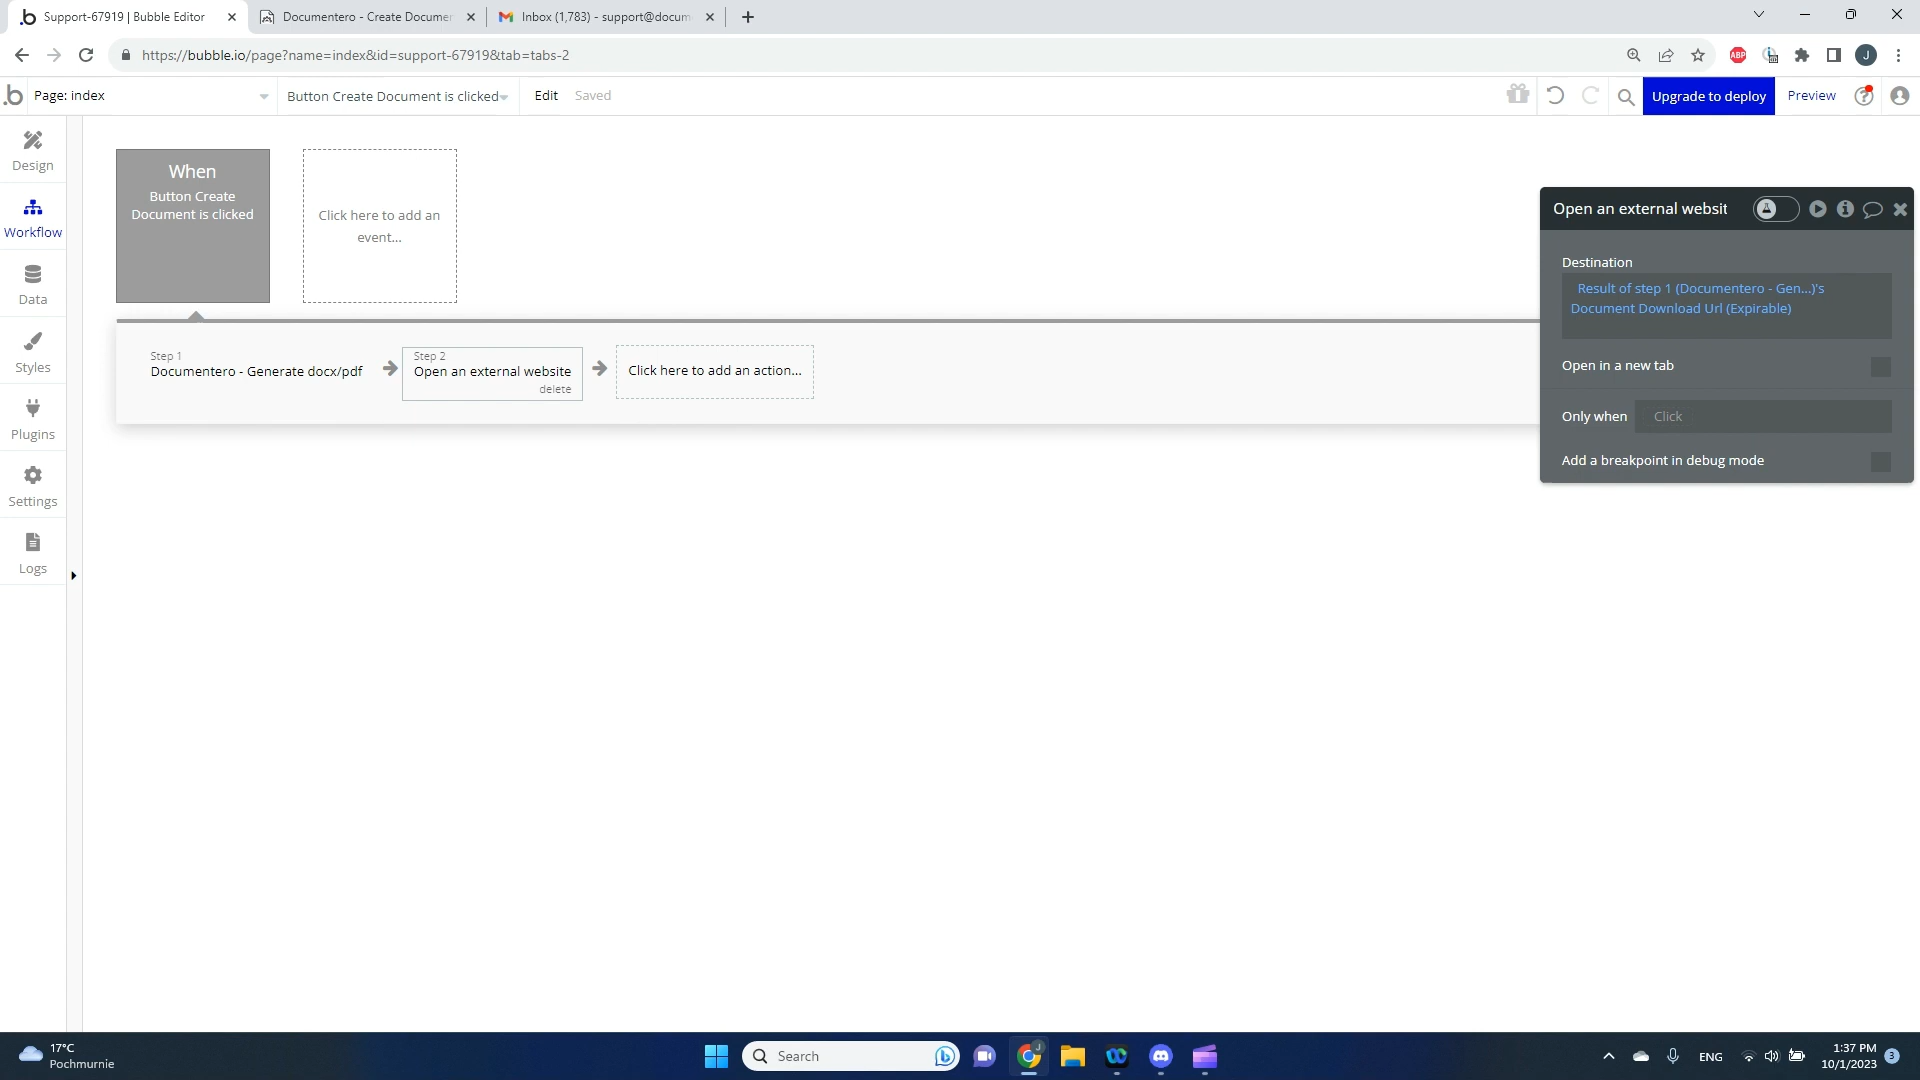 Support-67919 | Bubble Editor
Documentero - Create Documen
Inbox (1,783) - support@docum
https://bubble.io/page?name=index&id=support-67919&tab=tabs-2
ABP
J
Page: index
Button Create Document is clicked
Edit
Saved
Upgrade to deploy
Preview
Design
Workflow
Data
Styles
Plugins
Settings
Logs
When
Button Create
Document is clicked
Click here to add an
event...
Step 1
Documentero - Generate docx/pdf
Step 2
Open an external website
delete
Click here to add an action...
Open an external websit
Destination
Result of step 1 (Documentero - Gen...)'s
Document Download Url (Expirable)
Open in a new tab
Only when
Click
Add a breakpoint in debug mode
17°C
Pochmurnie
Search
J
ENG
1:37 PM
10/1/2023
3